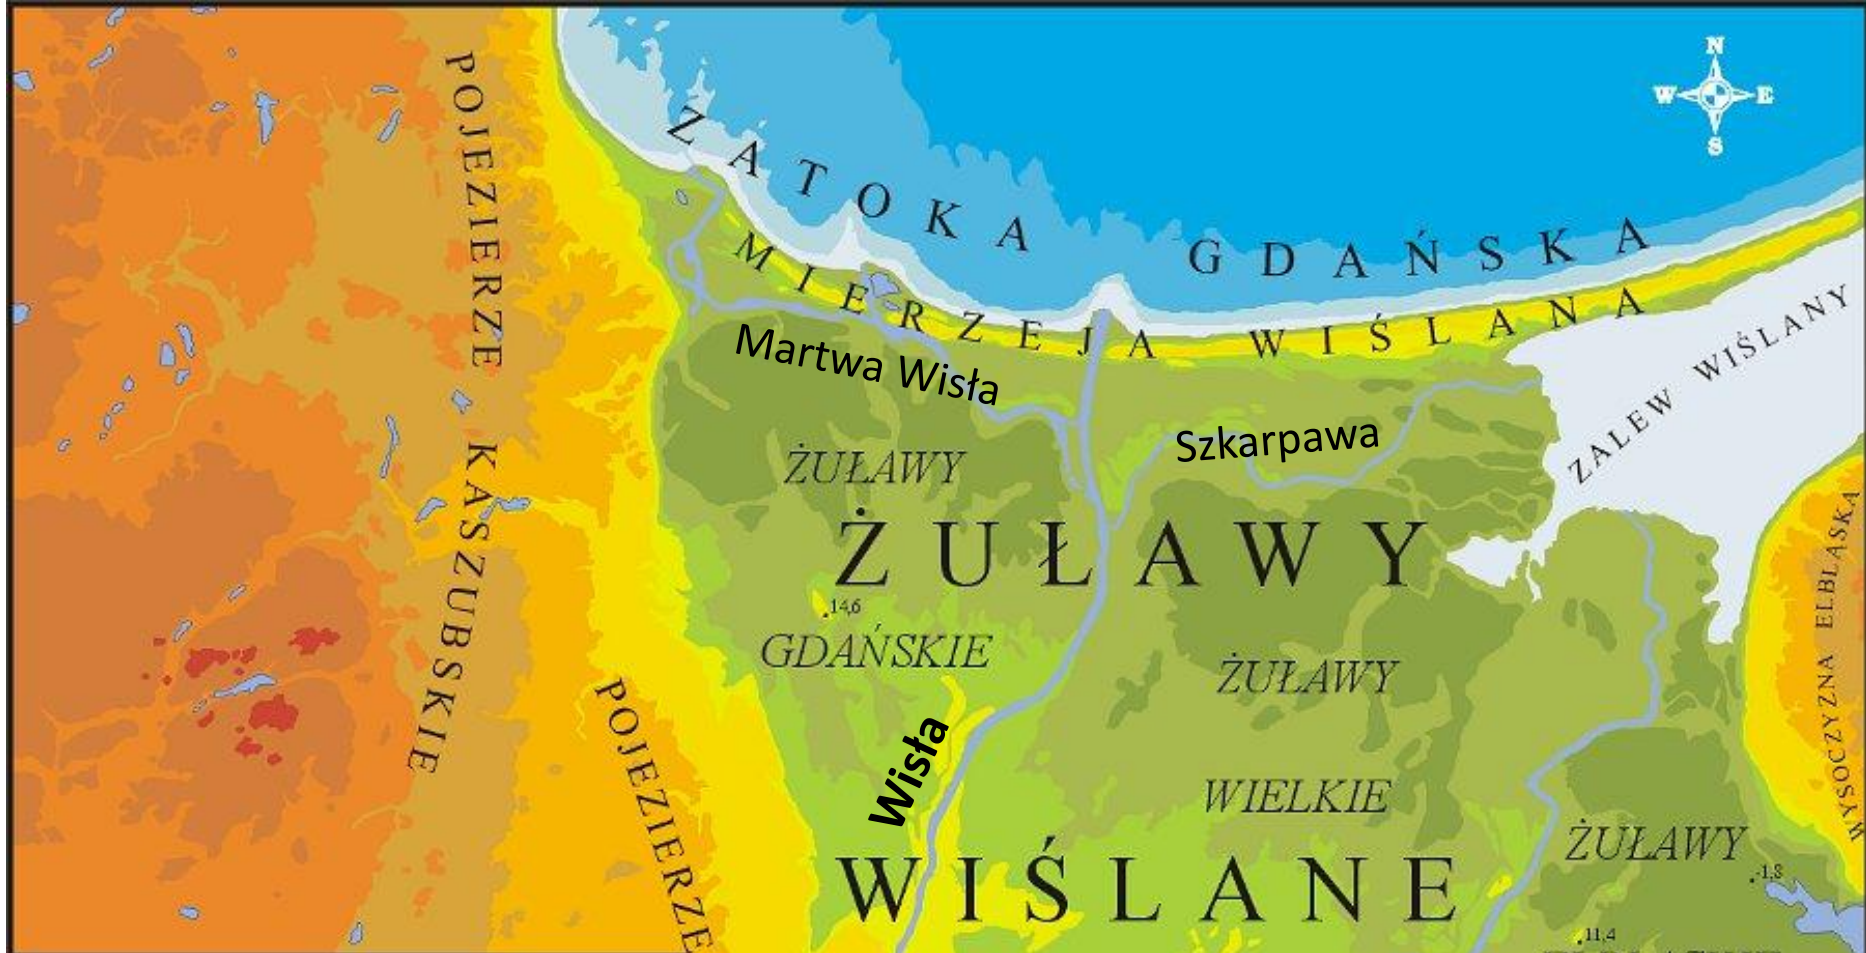 N
W E
S
ZATOKA GDAŃSKA
MIERZEJA WIŚLANA
ZALEW WIŚLANY
POJEZIERZE KASZUBSKIE
Martwa Wisła
Szkarpawa
ŻUŁAWY
ŻUŁAWY
14,6
GDAŃSKIE
ŻUŁAWY
WYSOCZYZNA ELBLĄSKA
POJEZIERZE
Wisła
WIELKIE
ŻUŁAWY
WIŚLANE
-1,8
11,4